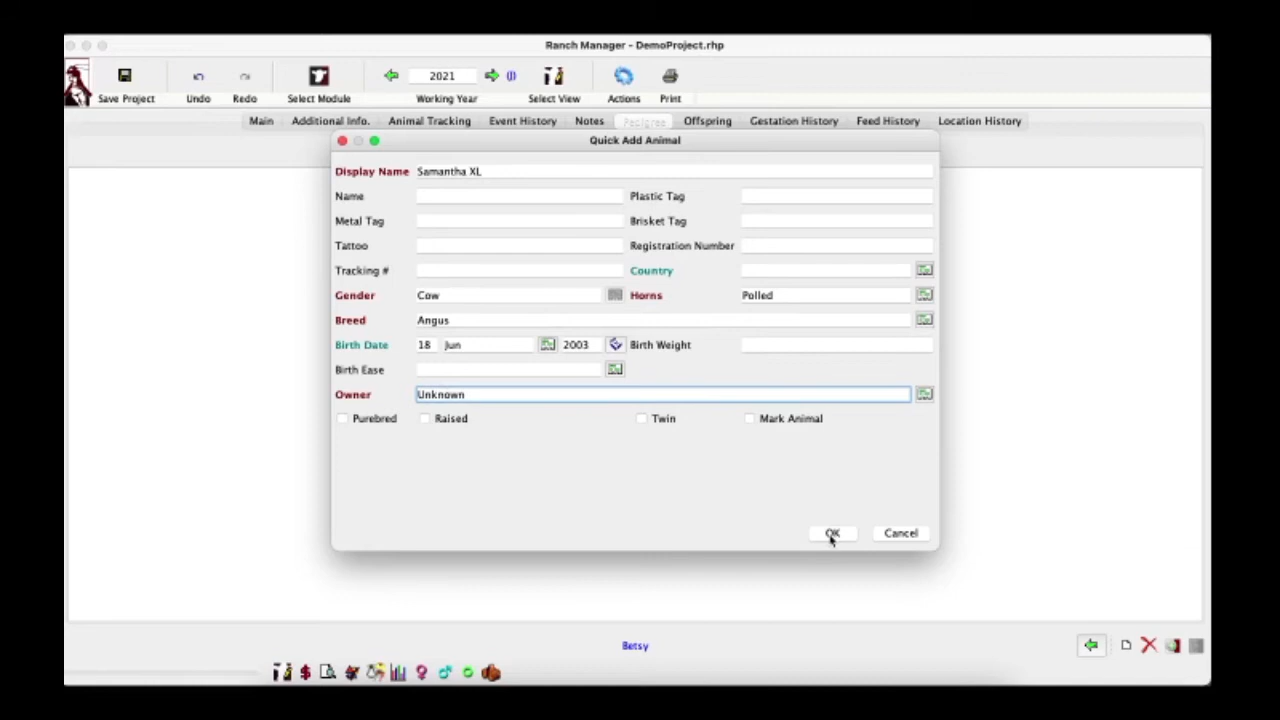 Ranch Manager - DemoProject.rhp
2021
Save Project Undo Redo Select Module Working Year Select View Actions Print
Main Additional Info. Animal Tracking Event History Notes Pedigree Offspring Gestation History Feed History Location History
Quick Add Animal
Display Name Samantha XL
Name Plastic Tag
Metal Tag Brisket Tag
Tattoo Registration Number
Tracking # Country
Gender Cow Horns Polled
Breed Angus
Birth Date 18 Jun 2003 Birth Weight
Birth Ease
Owner Unknown
Purebred Raised Twin Mark Animal
OK Cancel
Betsy